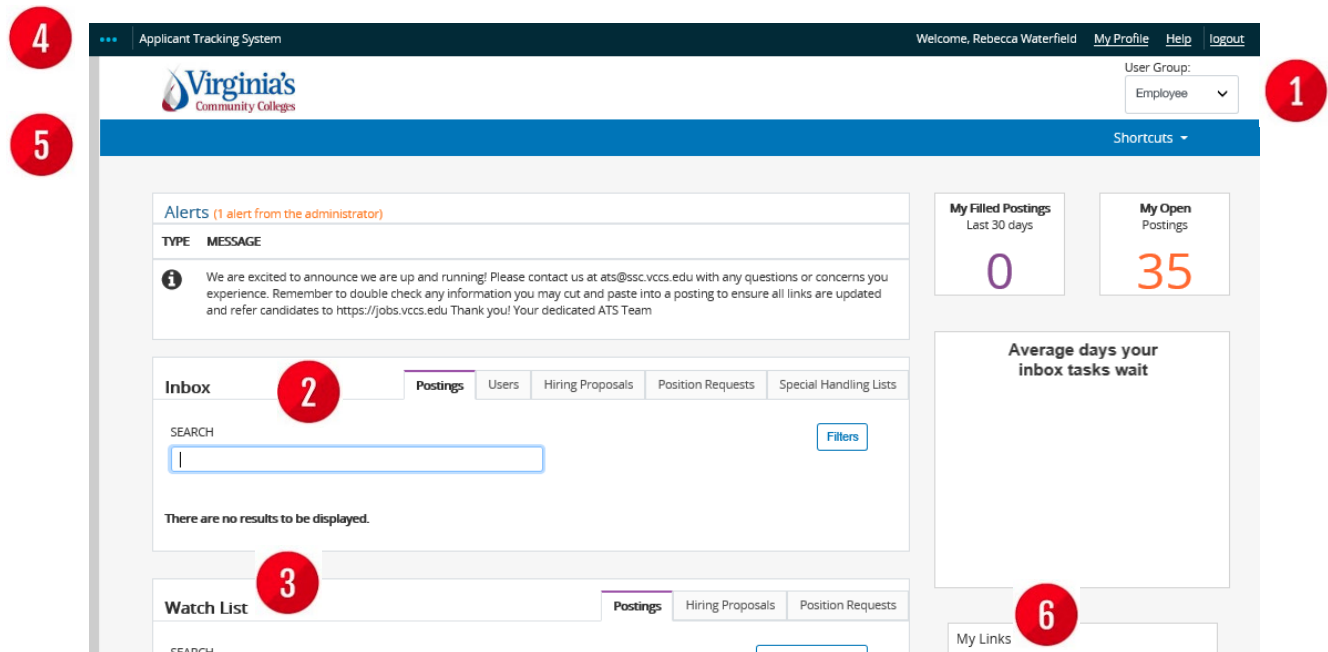 4
••• Applicant Tracking System Welcome, Rebecca Waterfield My Profile Help logout
Virginia's
Community Colleges
User Group:
Employee
1
5
Shortcuts
Alerts (1 alert from the administrator)
TYPE MESSAGE
We are excited to announce we are up and running! Please contact us at ats@ssc.vccs.edu with any questions or concerns you
experience. Remember to double check any information you may cut and paste into a posting to ensure all links are updated
and refer candidates to https://jobs.vccs.edu Thank you! Your dedicated ATS Team
My Filled Postings
Last 30 days
0
My Open
Postings
35
Average days your
inbox tasks wait
Inbox 2 Postings Users Hiring Proposals Position Requests Special Handling Lists
SEARCH
Filters
There are no results to be displayed.
3
Watch List Postings Hiring Proposals Position Requests
SEARCH
6
My Links